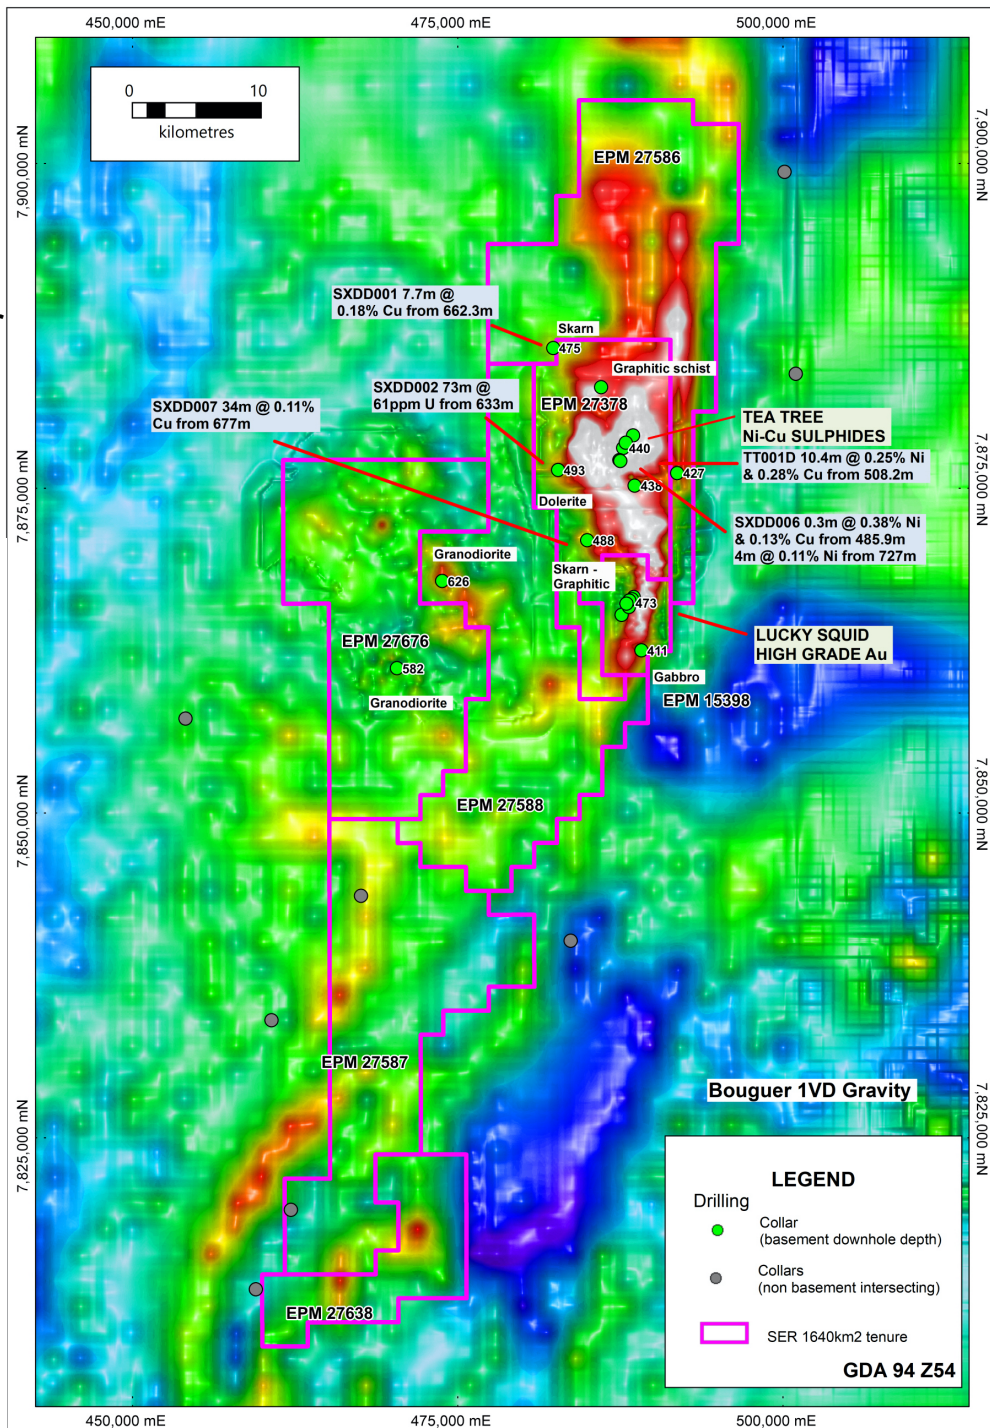 450,000 mE
475,000 mE
500,000 mE
0
10
kilometres
7,900,000 mN
7,900,000 mN
EPM 27586
SXDD001 7.7m @
0.18% Cu from 662.3m
Skarn
475
Graphitic schist
SXDD002 73m @
61ppm U from 633m
EPM 27378
SXDD007 34m @ 0.11%
Cu from 677m
TEA TREE
Ni-Cu SULPHIDES
440
TT001D 10.4m @ 0.25% Ni
& 0.28% Cu from 508.2m
493
427
438
7,875,000 mN
7,875,000 mN
Dolerite
SXDD006 0.3m @ 0.38% Ni
& 0.13% Cu from 485.9m
4m @ 0.11% Ni from 727m
488
Granodiorite
Skarn -
Graphitic
626
473
EPM 27676
LUCKY SQUID
HIGH GRADE Au
411
582
Gabbro
Granodiorite
EPM 15398
EPM 27588
7,850,000 mN
7,850,000 mN
EPM 27587
Bouguer 1VD Gravity
7,825,000 mN
7,825,000 mN
LEGEND
Drilling
Collar
(basement downhole depth)
Collars
(non basement intersecting)
SER 1640km2 tenure
EPM 27638
GDA 94 Z54
450,000 mE
475,000 mE
500,000 mE